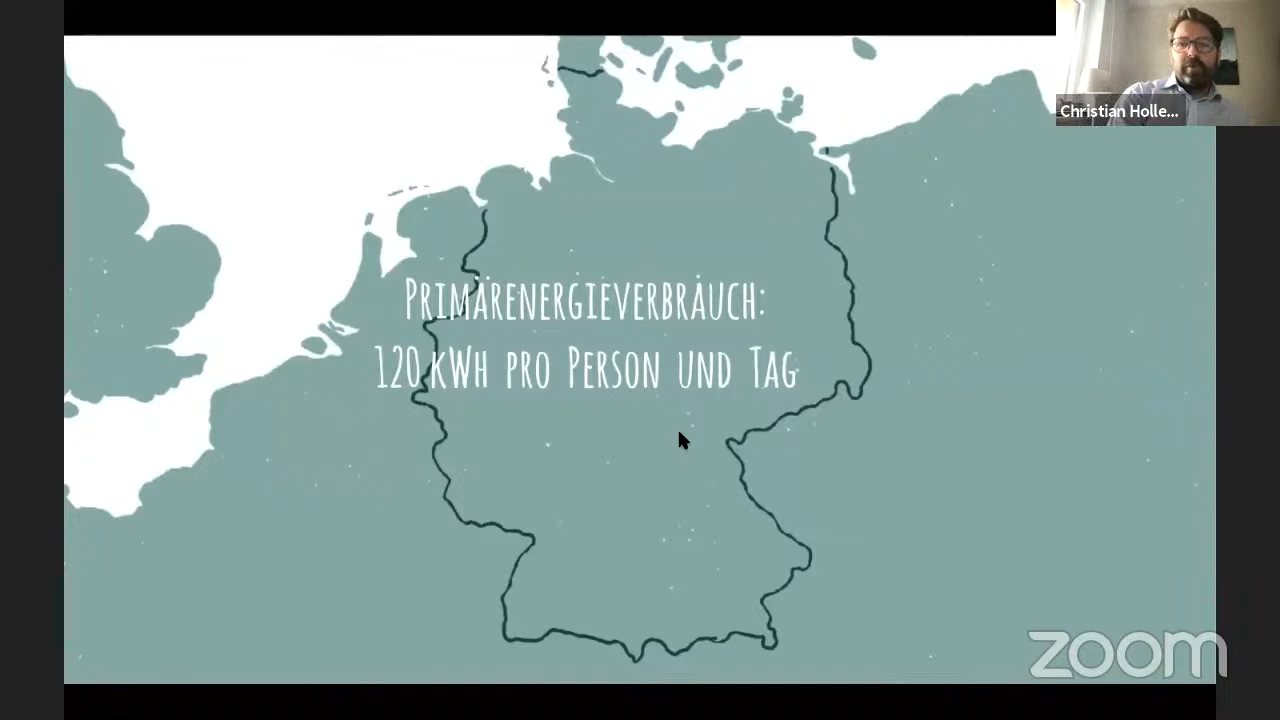 Christian Holle...
Primärenergieverbrauch:
120 kWh pro Person und Tag
zoom